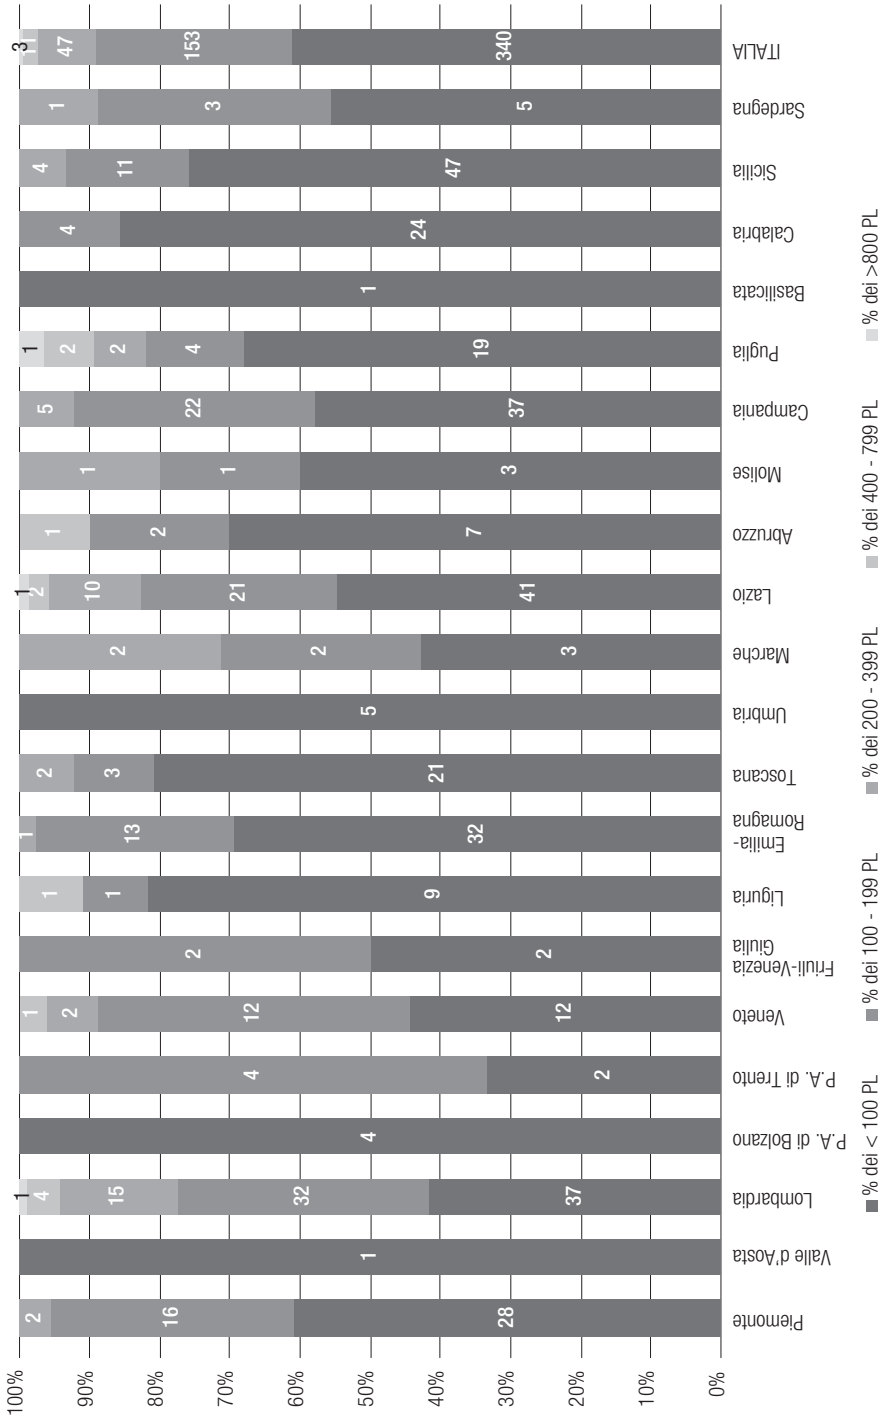 100%
90%
80%
70%
60%
50%
40%
30%
20%
10%
0%
28
16
2
Piemonte
1
Valle d'Aosta
37
32
15
4
1
Lombardia
4
P.A. di Bolzano
2
4
P.A. di Trento
12
12
2
1
Veneto
2
2
Friuli-Venezia
Giulia
9
1
1
Liguria
32
13
1
Emilia-
Romagna
21
3
2
Toscana
5
Umbria
3
2
2
Marche
41
21
10
2
1
Lazio
7
2
1
Abruzzo
3
1
1
Molise
37
22
5
Campania
19
4
2
2
1
Puglia
1
Basilicata
24
4
Calabria
47
11
4
Sicilia
5
3
1
Sardegna
340
153
47
11
3
ITALIA
% dei < 100 PL
% dei 100 - 199 PL
% dei 200 - 399 PL
% dei 400 - 799 PL
% dei >800 PL